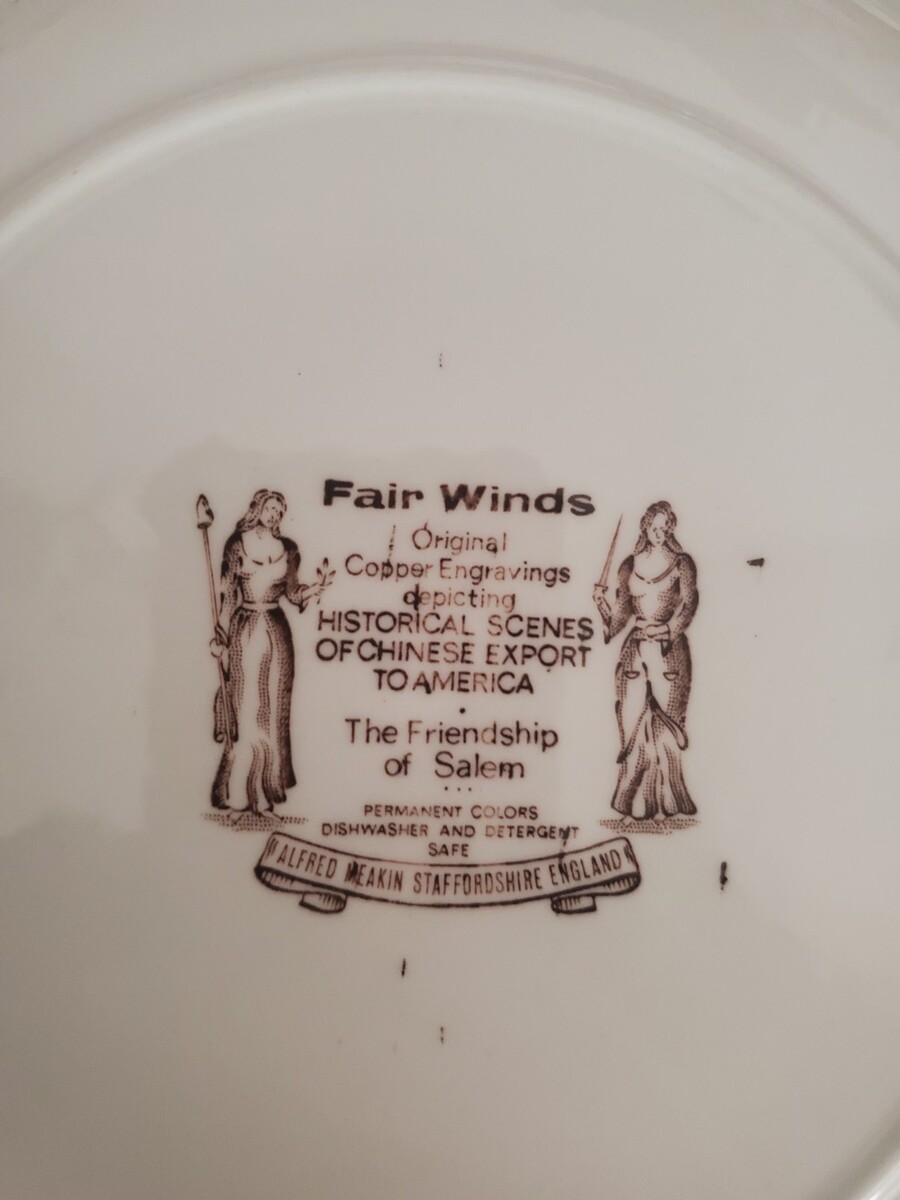 Fair Winds
Original
Copper Engravings
depicting
HISTORICAL SCENES
OF CHINESE EXPORT
TO AMERICA
The Friendship
of Salem
PERMANENT COLORS
DISHWASHER AND DETERGENT
SAFE
ALFRED MEAKIN STAFFORDSHIRE ENGLAND